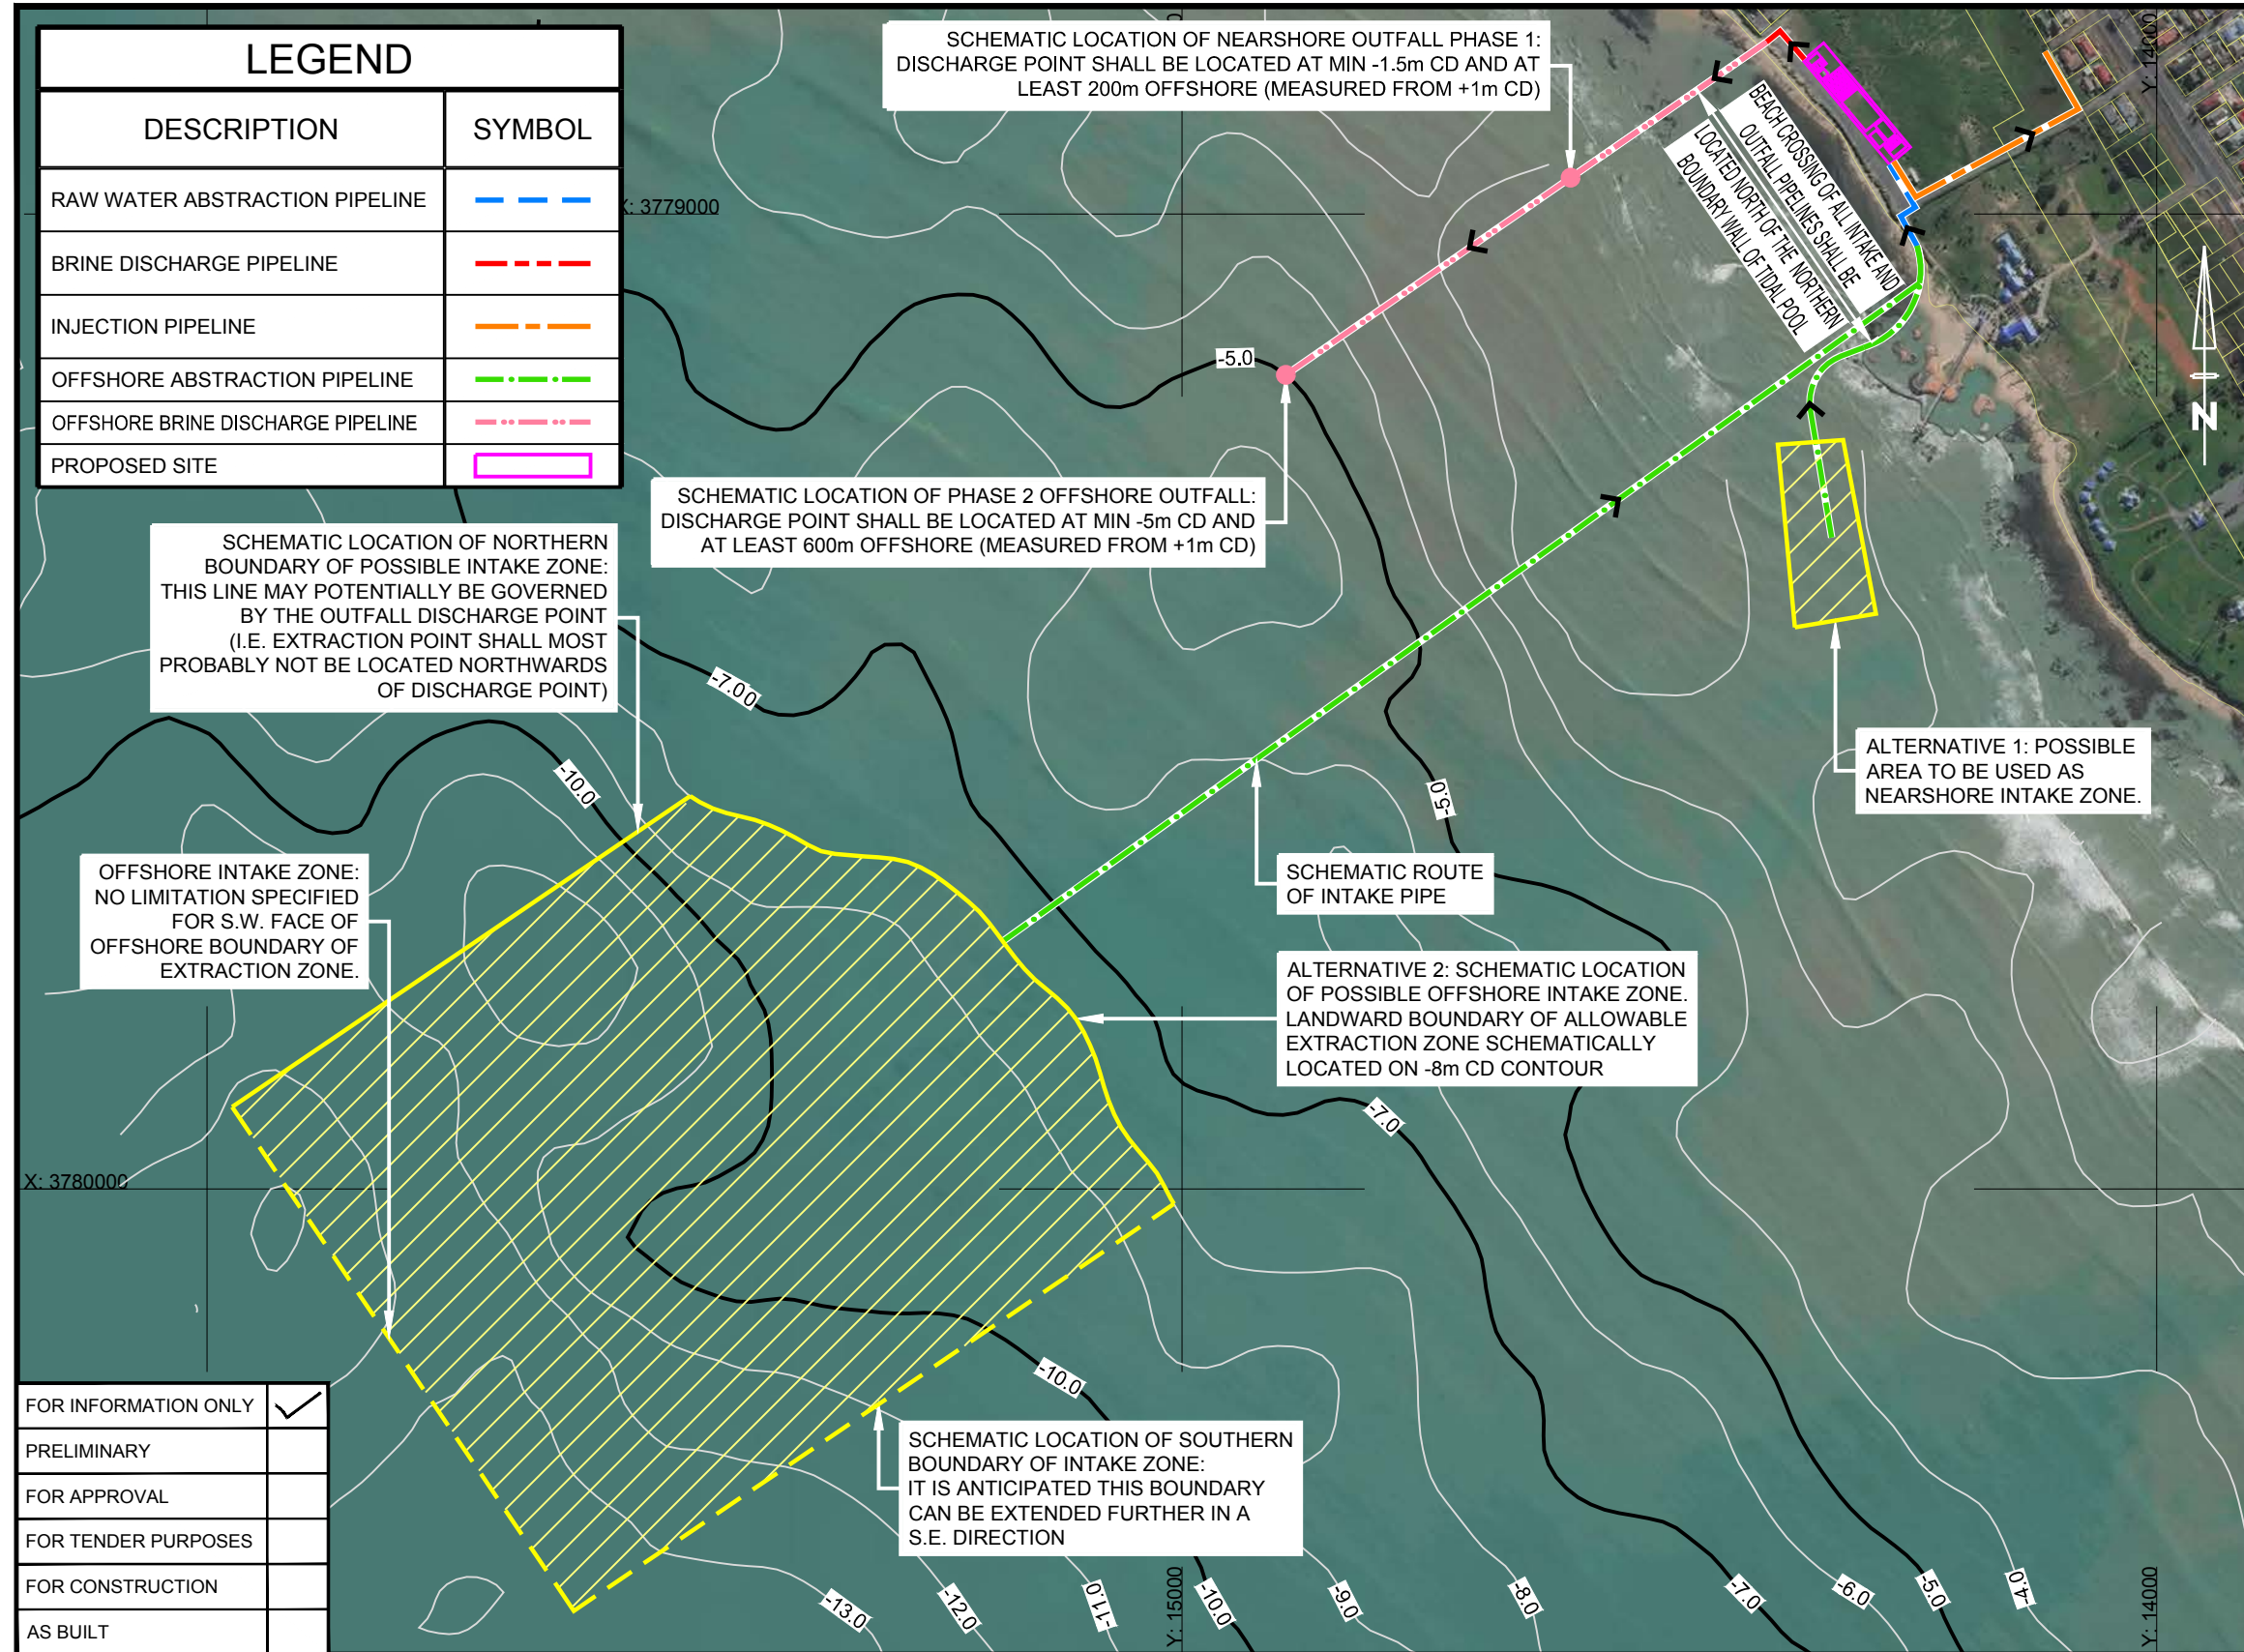 LEGEND
DESCRIPTION
SYMBOL
RAW WATER ABSTRACTION PIPELINE
BRINE DISCHARGE PIPELINE
INJECTION PIPELINE
OFFSHORE ABSTRACTION PIPELINE
OFFSHORE BRINE DISCHARGE PIPELINE
PROPOSED SITE
SCHEMATIC LOCATION OF NEARSHORE OUTFALL PHASE 1:
DISCHARGE POINT SHALL BE LOCATED AT MIN -1.5m CD AND AT
LEAST 200m OFFSHORE (MEASURED FROM +1m CD)
0
Y: 14000
X: 3779000
BEACH CROSSING OF ALL INTAKE AND
OUTFALL PIPELINES SHALL BE
LOCATED NORTH OF THE NORTHERN
BOUNDARY WALL OF TIDAL POOL
N
-5.0
SCHEMATIC LOCATION OF PHASE 2 OFFSHORE OUTFALL:
DISCHARGE POINT SHALL BE LOCATED AT MIN -5m CD AND
AT LEAST 600m OFFSHORE (MEASURED FROM +1m CD)
SCHEMATIC LOCATION OF NORTHERN
BOUNDARY OF POSSIBLE INTAKE ZONE:
THIS LINE MAY POTENTIALLY BE GOVERNED
BY THE OUTFALL DISCHARGE POINT
(I.E. EXTRACTION POINT SHALL MOST
PROBABLY NOT BE LOCATED NORTHWARDS
OF DISCHARGE POINT)
-7.00
-10.0
-5.0
ALTERNATIVE 1: POSSIBLE
AREA TO BE USED AS
NEARSHORE INTAKE ZONE.
OFFSHORE INTAKE ZONE:
NO LIMITATION SPECIFIED
FOR S.W. FACE OF
OFFSHORE BOUNDARY OF
EXTRACTION ZONE.
SCHEMATIC ROUTE
OF INTAKE PIPE
ALTERNATIVE 2: SCHEMATIC LOCATION
OF POSSIBLE OFFSHORE INTAKE ZONE.
LANDWARD BOUNDARY OF ALLOWABLE
EXTRACTION ZONE SCHEMATICALLY
LOCATED ON -8m CD CONTOUR
-7.0
X: 3780000
-10.0
SCHEMATIC LOCATION OF SOUTHERN
BOUNDARY OF INTAKE ZONE:
IT IS ANTICIPATED THIS BOUNDARY
CAN BE EXTENDED FURTHER IN A
S.E. DIRECTION
FOR INFORMATION ONLY
PRELIMINARY
FOR APPROVAL
FOR TENDER PURPOSES
FOR CONSTRUCTION
AS BUILT
-13.0
-12.0
-11.0
Y: 15000
-10.0
-9.0
-8.0
-7.0
-6.0
-5.0
-4.0
Y: 14000